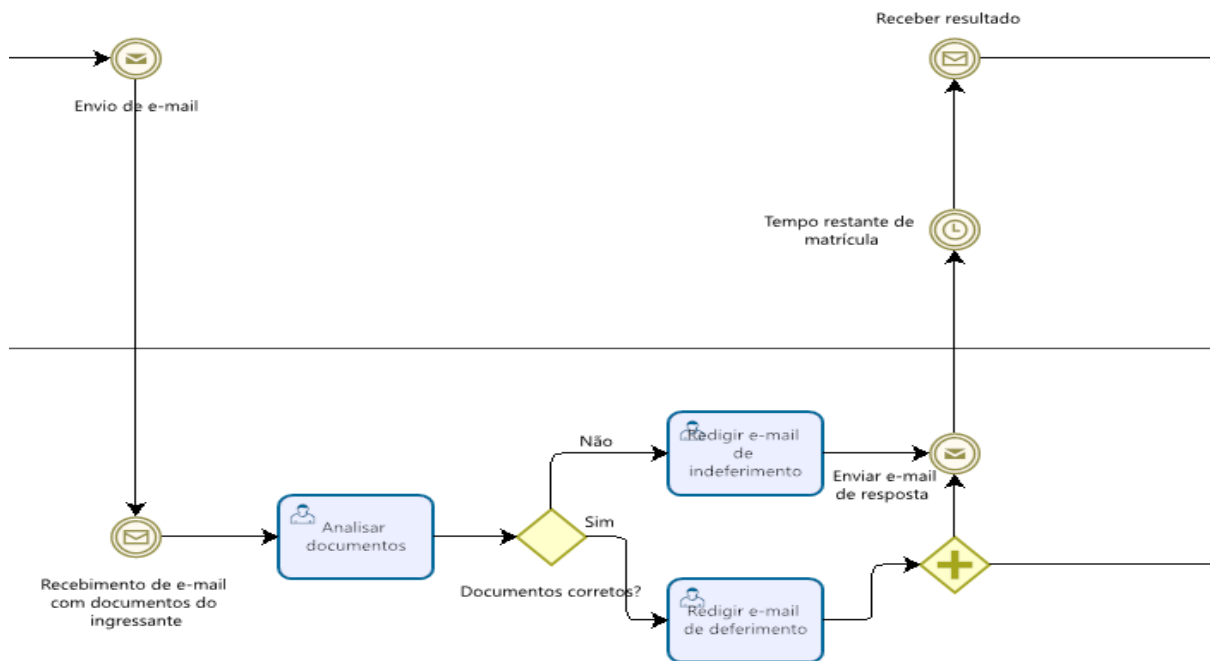 Receber resultado
Envio de e-mail
Tempo restante de
matrícula
Não
Redigir e-mail
de
indeferimento
Enviar e-mail
de resposta
Analisar
documentos
Sim
Recebimento de e-mail
com documentos do
ingressante
Documentos corretos?
Redigir e-mail
de deferimento